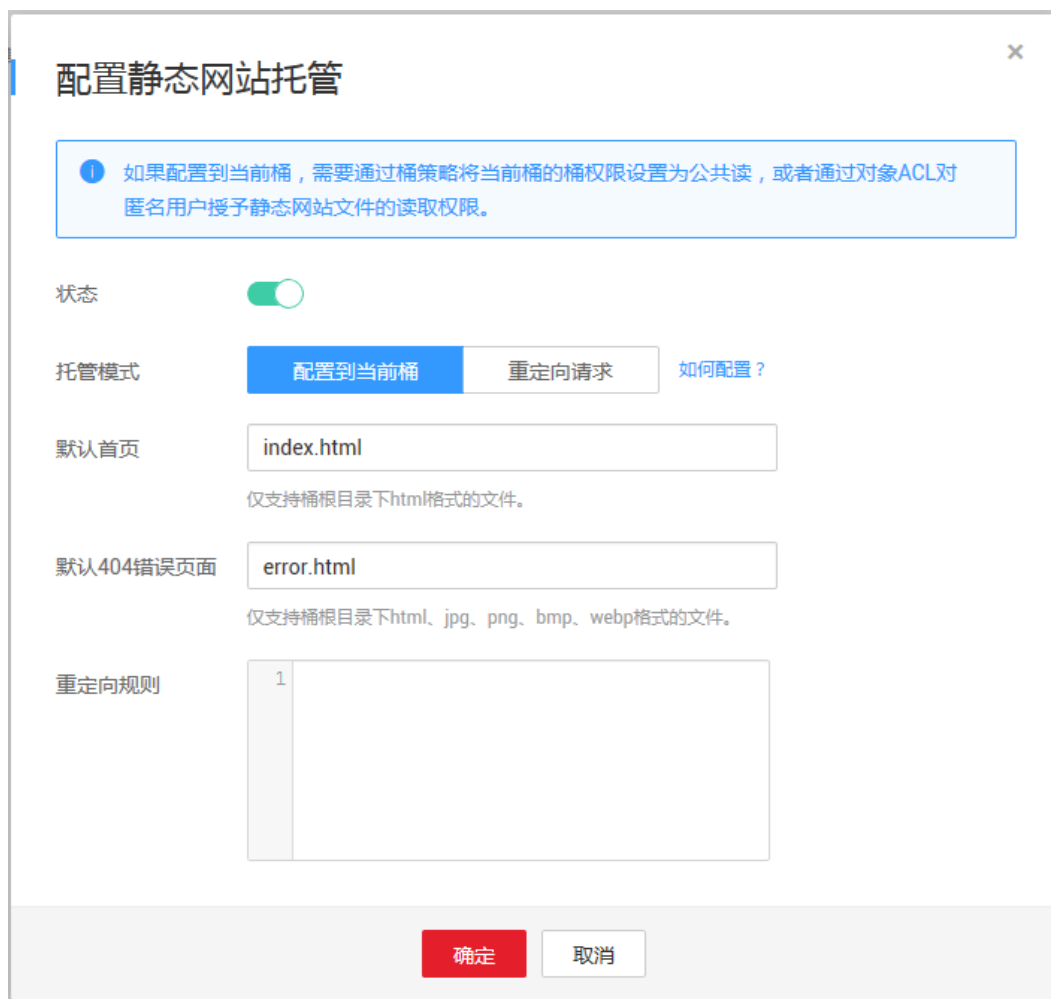 ×
配置静态网站托管
如果配置到当前桶，需要通过桶策略将当前桶的桶权限设置为公共读，或者通过对象ACL对
匿名用户授予静态网站文件的读取权限。
状态
托管模式 配置到当前桶 重定向请求 如何配置？
默认首页 index.html
仅支持桶根目录下html格式的文件。
默认404错误页面 error.html
仅支持桶根目录下html、jpg、png、bmp、webp格式的文件。
重定向规则 1
确定 取消